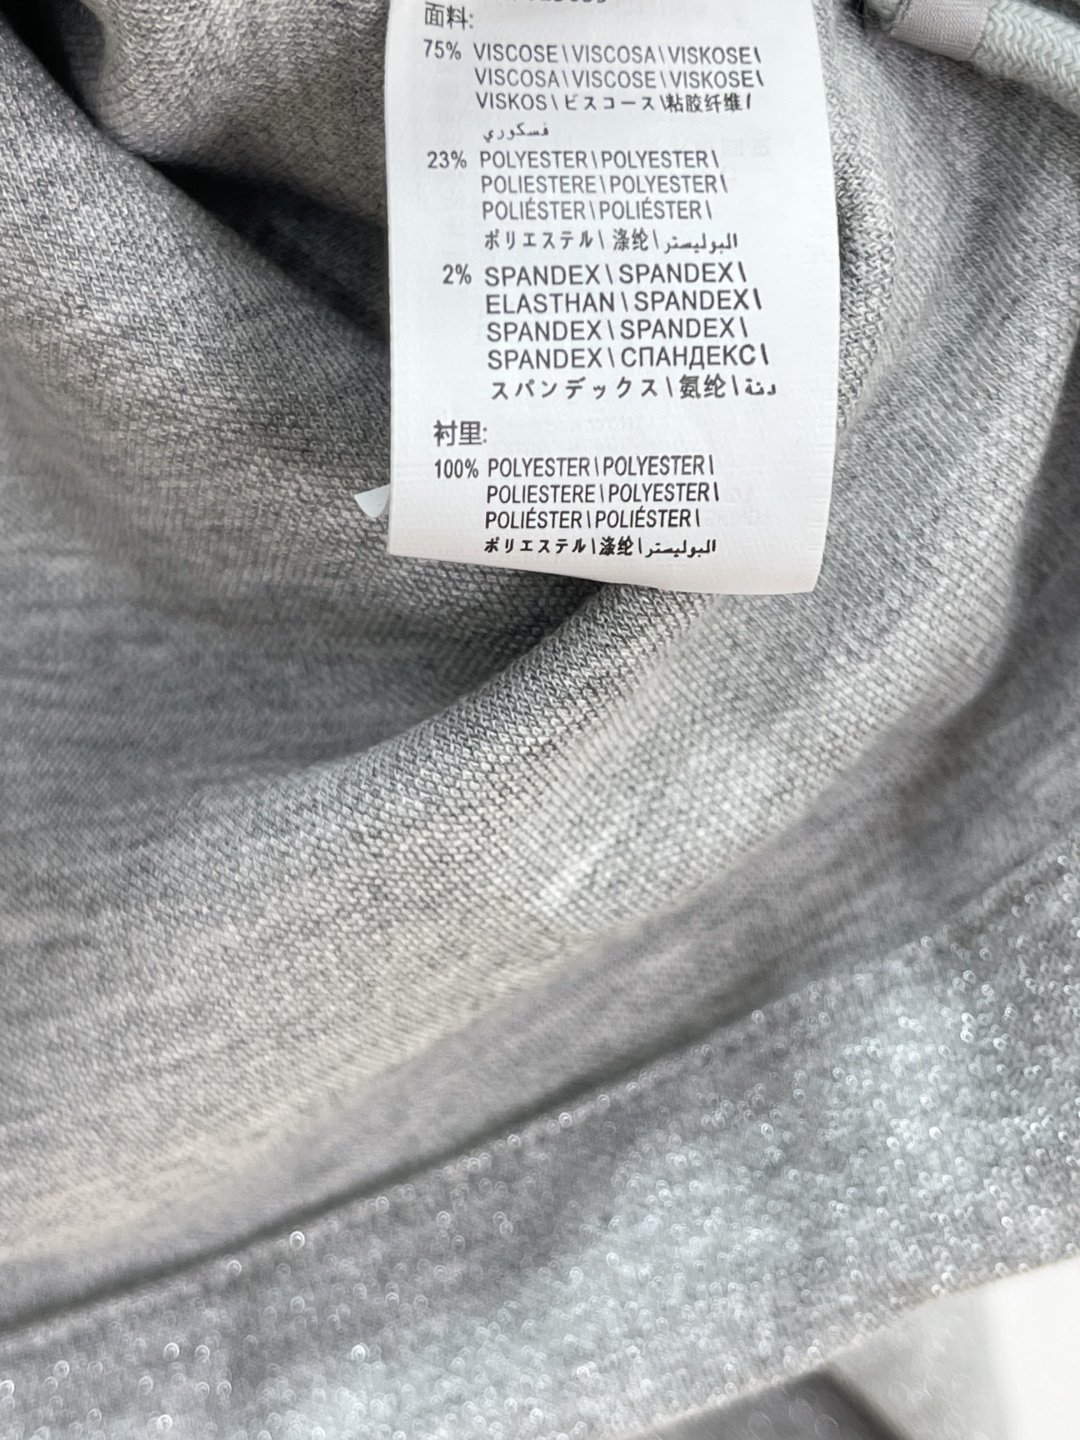 面料:
75% VISCOSE\VISCOSA\VISKOSE\
VISCOSA\VISCOSE\VISKOSE\
VISKOS\ビスコース\粘胶纤维/
فسكوري
23% POLYESTER\POLYESTER\
POLIESTERE\POLYESTER\
POLIÉSTER\POLIÉSTER\
ポリエステル\涤纶\البوليستر
2% SPANDEX\SPANDEX\
ELASTHAN\SPANDEX\
SPANDEX\SPANDEX\
SPANDEX\СПАНДЕКС\
スパンデックス\氨纶\دنة
衬里:
100% POLYESTER\POLYESTER\
POLIESTERE\POLYESTER\
POLIÉSTER\POLIÉSTER\
ポリエステル\涤纶\البوليستر